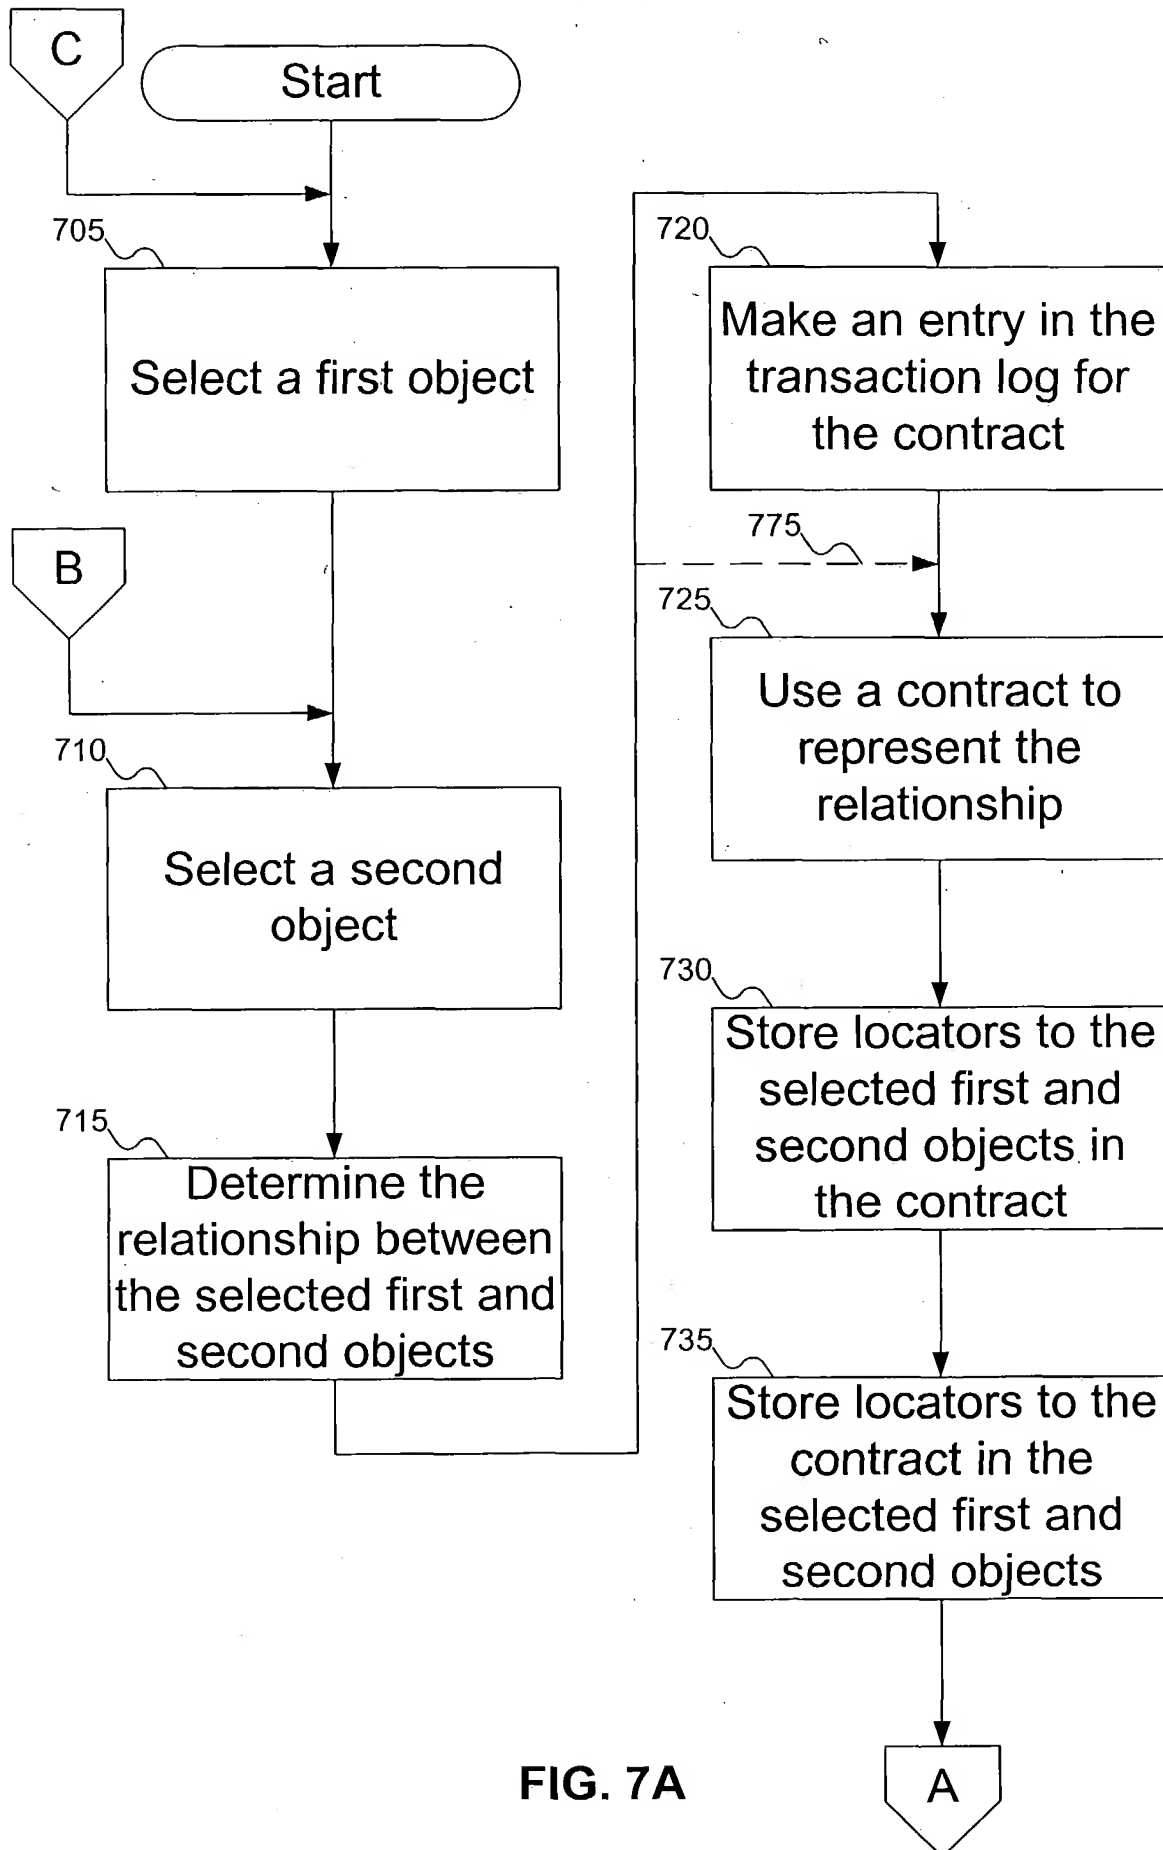 C
Start
705
Select a first object
B
710
Select a second
object
715
Determine the
relationship between
the selected first and
second objects
720
Make an entry in the
transaction log for
the contract
775
725
Use a contract to
represent the
relationship
730
Store locators to the
selected first and
second objects in
the contract
735
Store locators to the
contract in the
selected first and
second objects
A
FIG. 7A